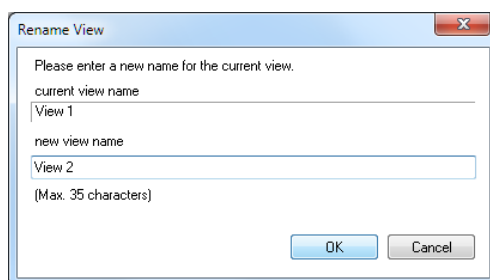 Rename View
Please enter a new name for the current view.
current view name
View 1
new view name
View 2
(Max. 35 characters)
OK Cancel